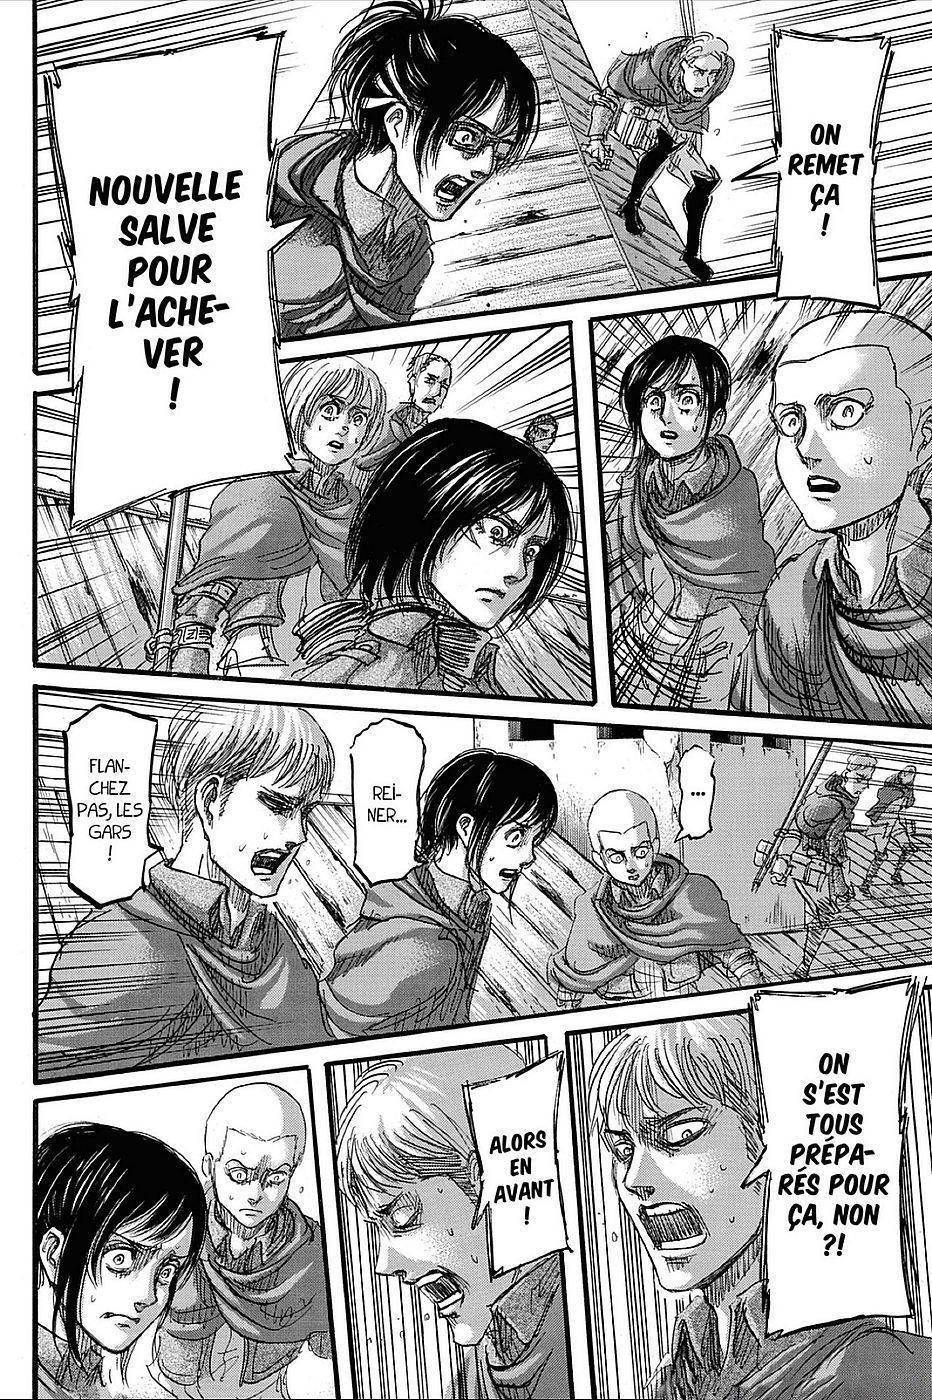 ON
REMET
ÇA
!
NOUVELLE
SALVE
POUR
L'ACHE-
VER
!
...
REI-
NER...
FLAN-
CHEZ
PAS, LES
GARS
!
ON
S'EST
TOUS
PRÉPA-
RÉS POUR
ÇA, NON
?!
ALORS
EN
AVANT
!